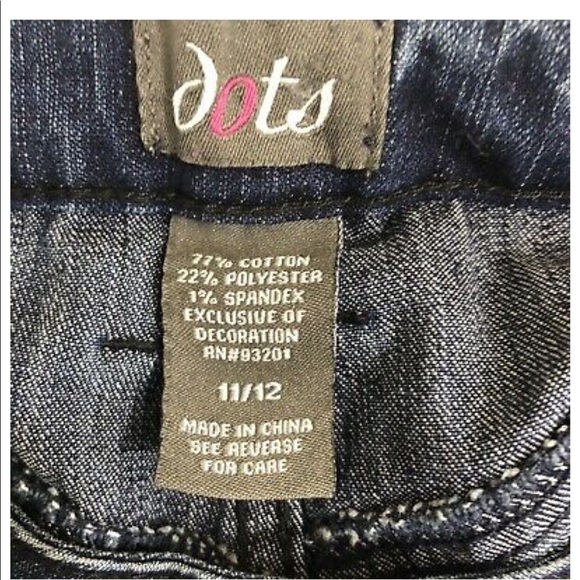 dots
77% COTTON
22% POLYESTER
1% SPANDEX
EXCLUSIVE OF
DECORATION
RN#93201
11/12
MADE IN CHINA
SEE REVERSE
FOR CARE